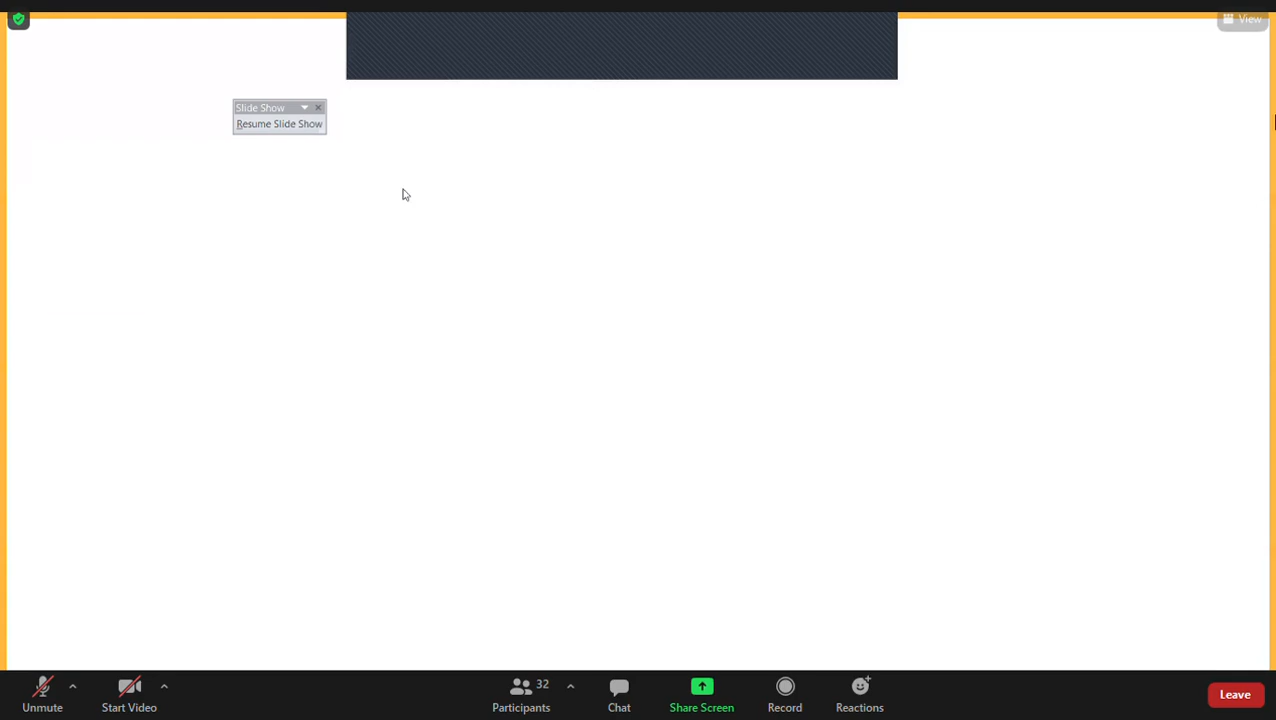 View
Slide Show
Resume Slide Show
Unmute
Start Video
32
Participants
Chat
Share Screen
Record
Reactions
Leave